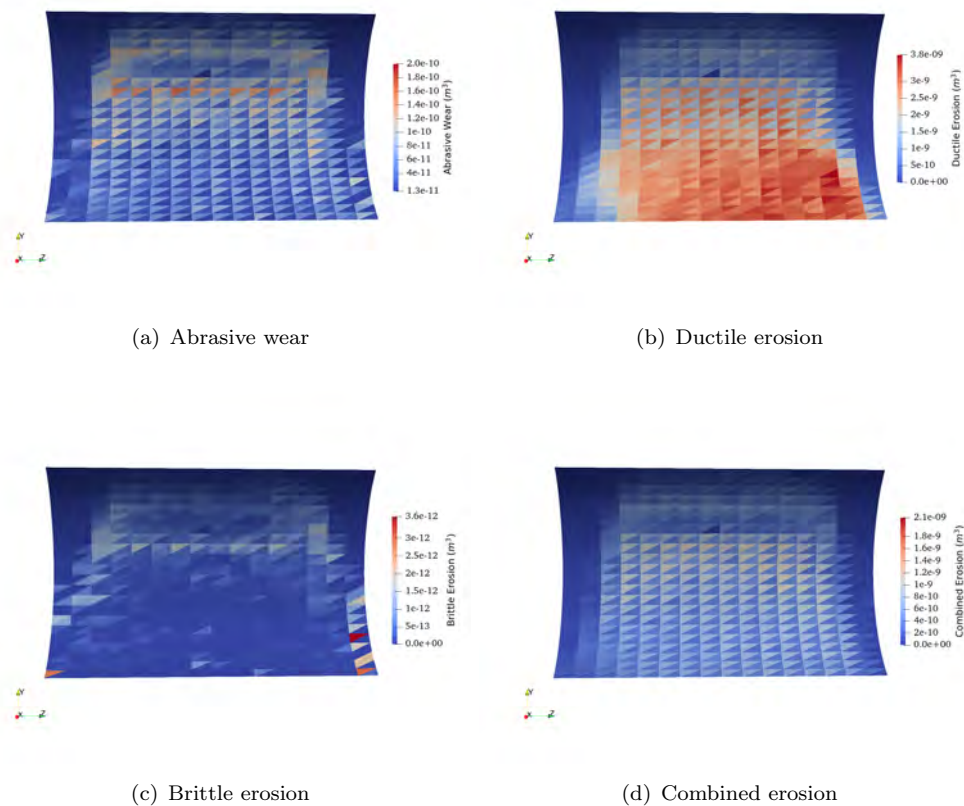 2.0e-10
1.8e-10
1.6e-10
1.4e-10
1e-10
8e-11
6e-11
4e-11
1.3e-11
Abrasive Wear (m³)
Y
X
Z
(a) Abrasive wear
3.8e-09
3e-9
2.5e-9
2e-9
1.5e-9
1e-9
5e-10
0.0e+00
Ductile Erosion (m³)
Y
X
Z
(b) Ductile erosion
3.6e-12
3e-12
2.5e-12
2e-12
1.5e-12
1e-12
5e-13
0.0e+00
Brittle Erosion (m³)
Y
X
Z
(c) Brittle erosion
2.1e-09
1.8e-9
1.6e-9
1.4e-9
1.2e-9
1e-9
8e-10
6e-10
4e-10
2e-10
0.0e+00
Combined Erosion (m³)
Y
X
Z
(d) Combined erosion